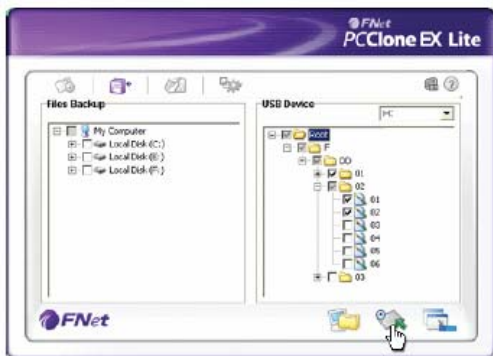 FNet
PCClone EX Lite
Files Backup
My Computer
Local Disk (C:)
Local Disk (E:)
Local Disk (F:)
USB Device
PC
Root
F
DD
01
02
01
02
03
04
05
06
03
FNet